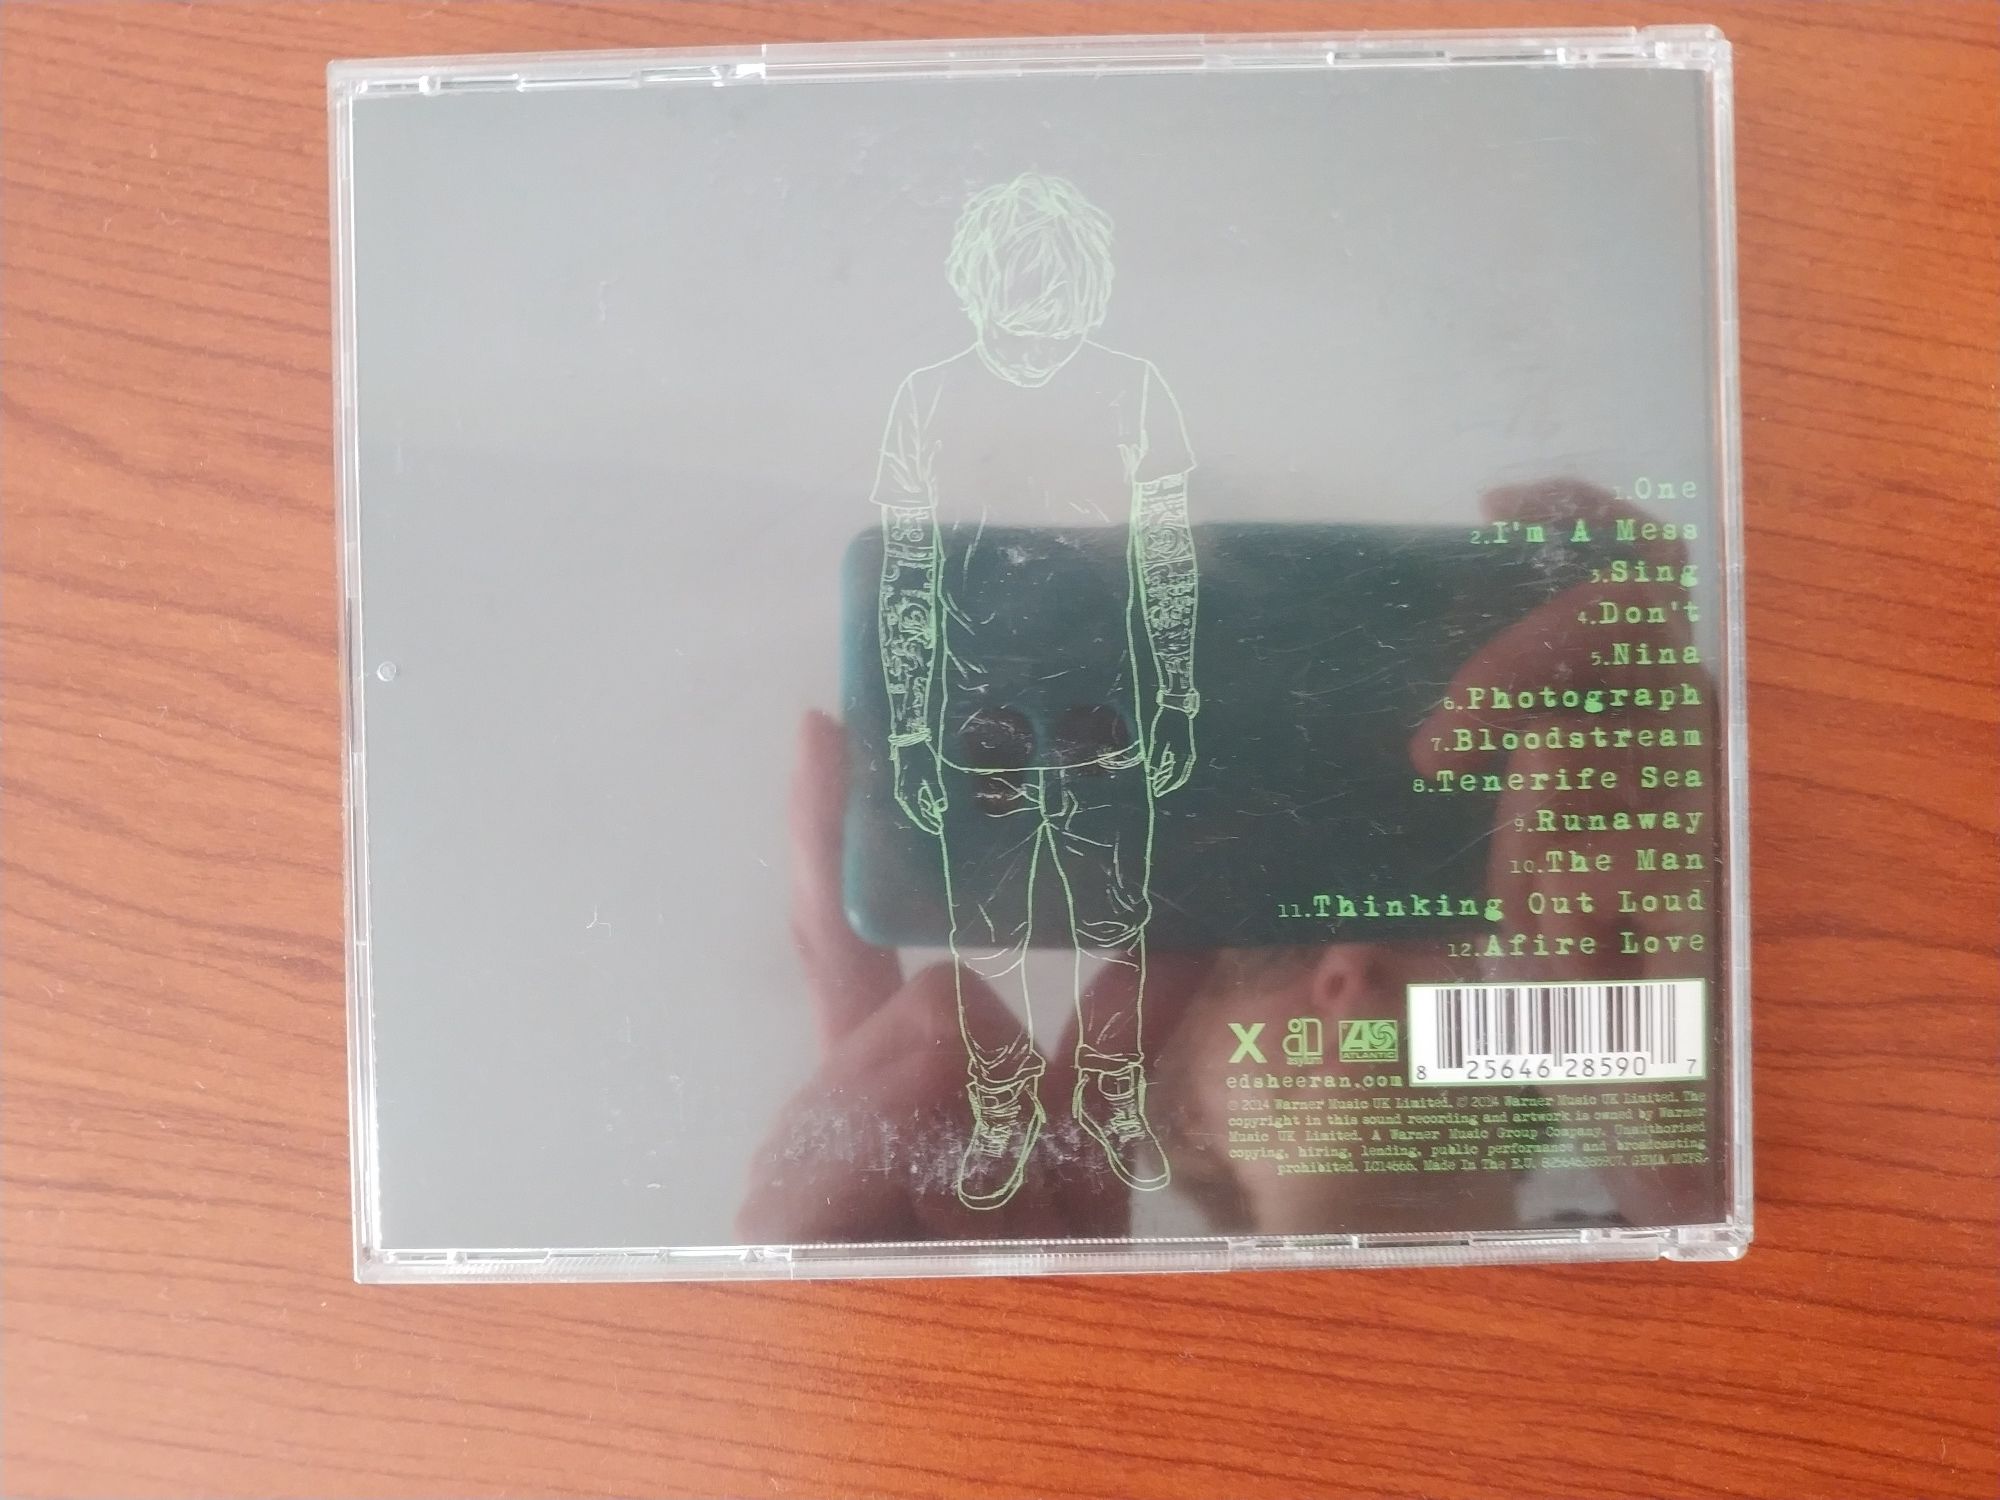 1.One
2.I'm A Mess
3.Sing
4.Don't
5.Nina
6.Photograph
7.Bloodstream
8.Tenerife Sea
9.Runaway
10.The Man
11.Thinking Out Loud
12.Afire Love
X asylum ATLANTIC
8 25646 28590 7
edsheeran.com
℗ 2014 Warner Music UK Limited. © 2014 Warner Music UK Limited. The
copyright in this sound recording and artwork is owned by Warner
Music UK Limited. A Warner Music Group Company. Unauthorised
copying, hiring, lending, public performance and broadcasting
prohibited. LC14666. Made In The E.U. 825646285907. GEMA/MCPS.